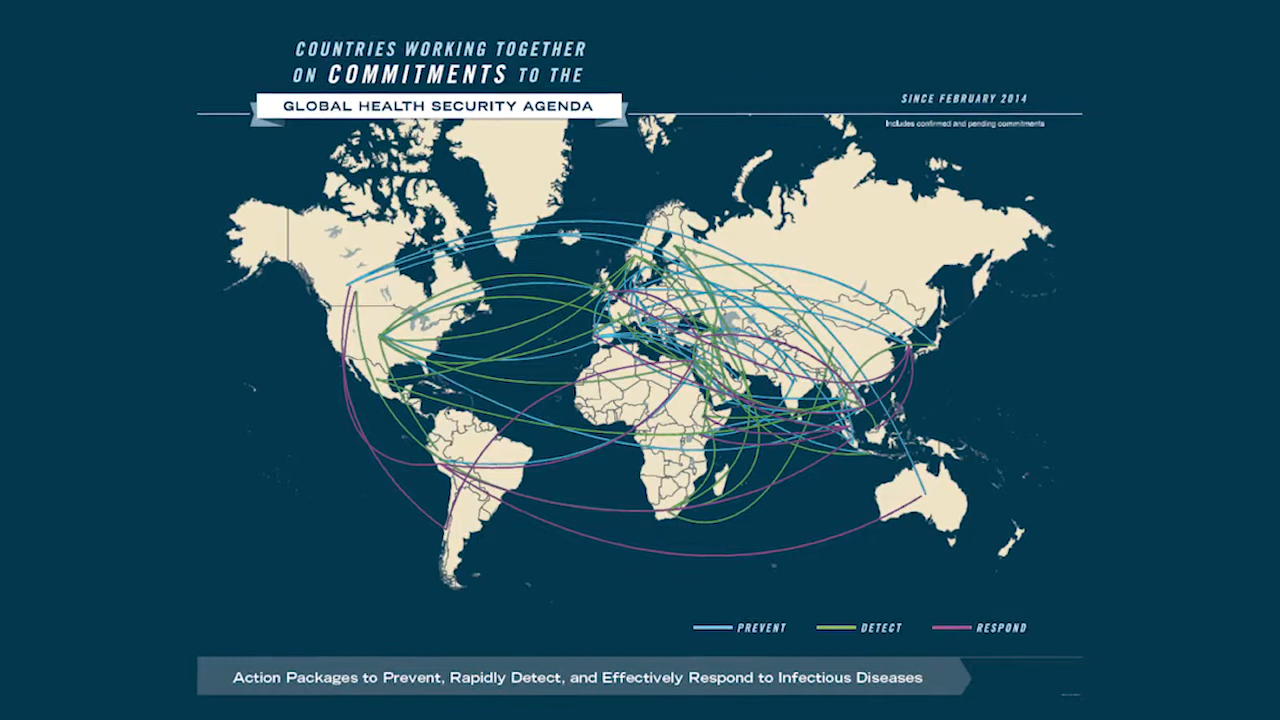 COUNTRIES WORKING TOGETHER
ON COMMITMENTS TO THE
GLOBAL HEALTH SECURITY AGENDA
SINCE FEBRUARY 2014
Includes confirmed and pending commitments
PREVENT DETECT RESPOND
Action Packages to Prevent, Rapidly Detect, and Effectively Respond to Infectious Diseases